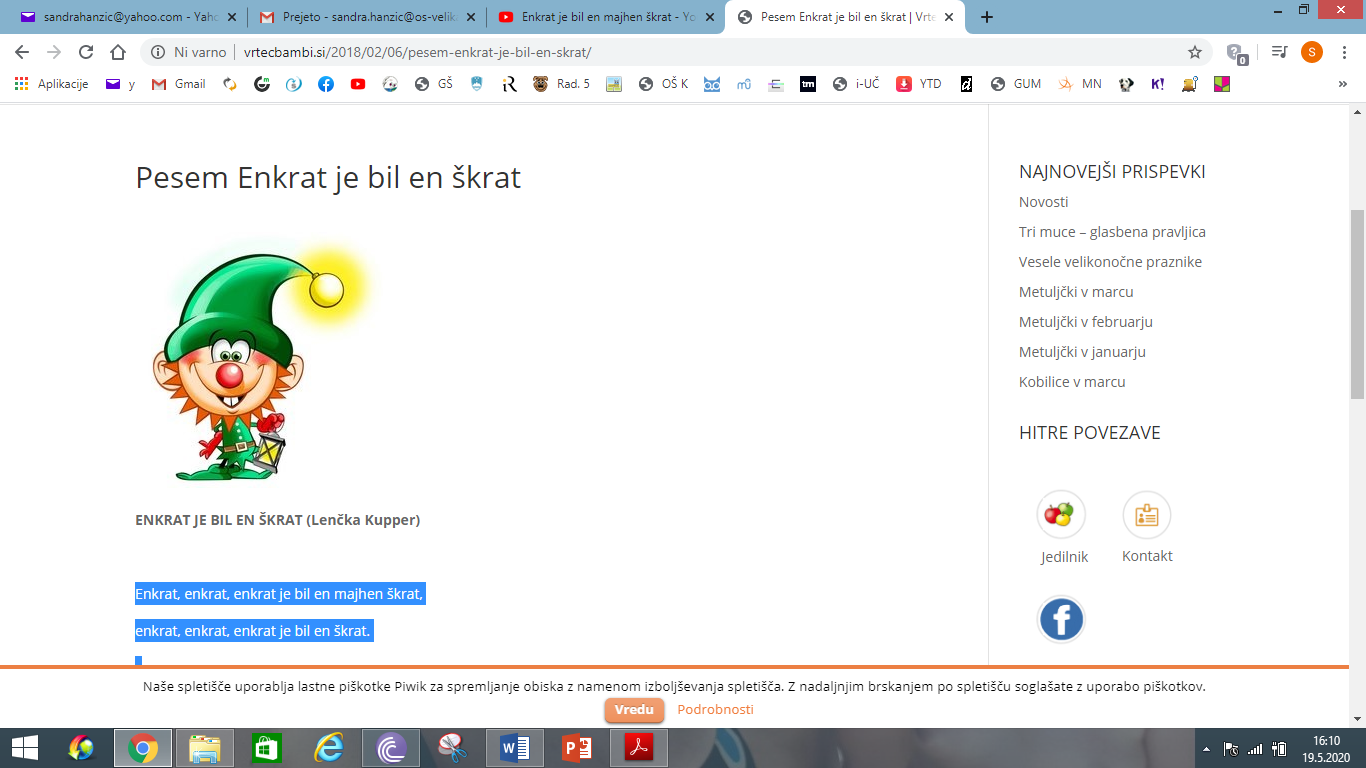 sandrahanzic@yahoo.com - Yaho
Prejeto - sandra.hanzic@os-velika
Enkrat je bil en majhen škrat - Yo
Pesem Enkrat je bil en škrat | Vrte
Ni varno
vrtecbambi.si/2018/02/06/pesem-enkrat-je-bil-en-skrat/
0
S
Aplikacije
y
Gmail
GŠ
Rad. 5
OŠ K
mů
tm
i-UČ
YTD
d
GUM
MN
K!
»
Pesem Enkrat je bil en škrat
ENKRAT JE BIL EN ŠKRAT (Lenčka Kupper)
Enkrat, enkrat, enkrat je bil en majhen škrat,
enkrat, enkrat, enkrat je bil en škrat.
NAJNOVEJŠI PRISPEVKI
Novosti
Tri muce – glasbena pravljica
Vesele velikonočne praznike
Metuljčki v marcu
Metuljčki v februarju
Metuljčki v januarju
Kobilice v marcu
HITRE POVEZAVE
Jedilnik
Kontakt
Naše spletišče uporablja lastne piškotke Piwik za spremljanje obiska z namenom izboljševanja spletišča. Z nadaljnjim brskanjem po spletišču soglašate z uporabo piškotkov.
Vredu
Podrobnosti
16:10
19.5.2020